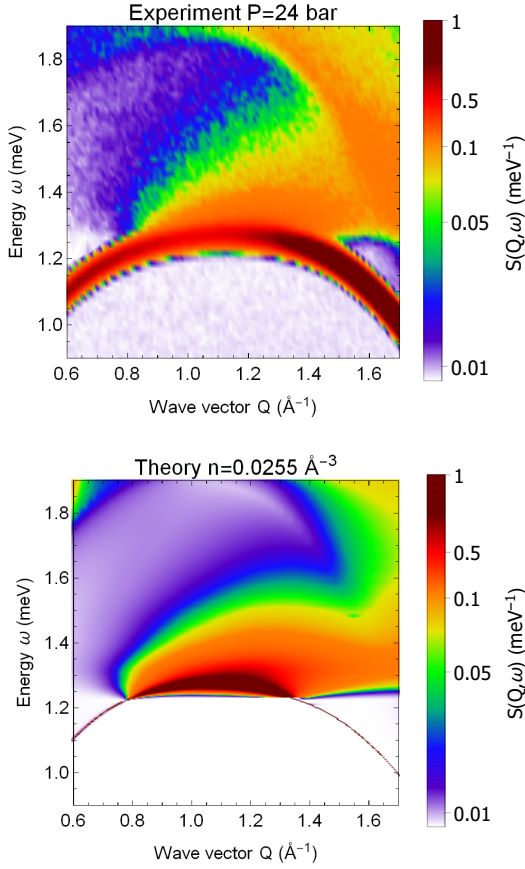 Experiment P=24 bar
1.8
1.6
1.4
1.2
1.0
Energy ω (meV)
0.6 0.8 1.0 1.2 1.4 1.6
Wave vector Q (Å⁻¹)
1
0.5
0.1
0.05
0.01
S(Q,ω) (meV⁻¹)
Theory n=0.0255 Å⁻³
1.8
1.6
1.4
1.2
1.0
Energy ω (meV)
0.6 0.8 1.0 1.2 1.4 1.6
Wave vector Q (Å⁻¹)
1
0.5
0.1
0.05
0.01
S(Q,ω) (meV⁻¹)